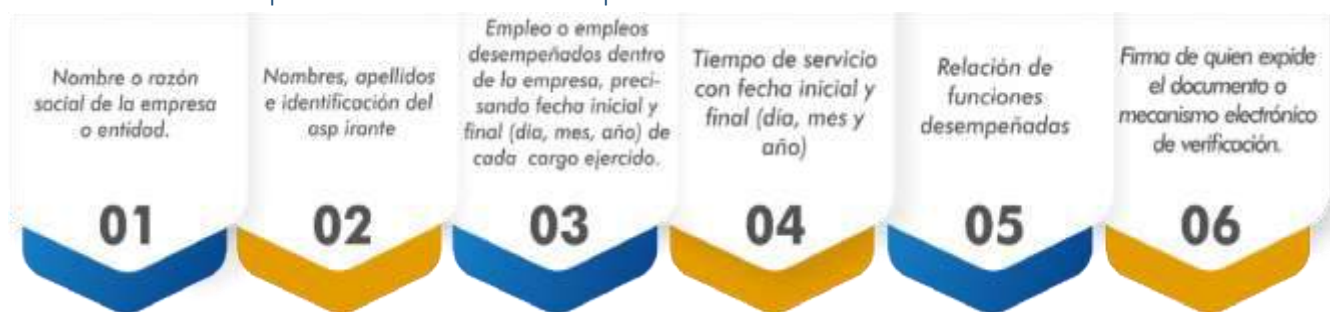 Nombre o razón
social de la empresa
o entidad.
01
Nombres, apellidos
e identificación del
asp irante
02
Empleo o empleos
desempeñados dentro
de la empresa, preci-
sando fecha inicial y
final (día, mes, año) de
cada cargo ejercido.
03
Tiempo de servicio
con fecha inicial y
final (día, mes y
año)
04
Relación de
funciones
desempeñadas
05
Firma de quien expide
el documento o
mecanismo electrónico
de verificación.
06